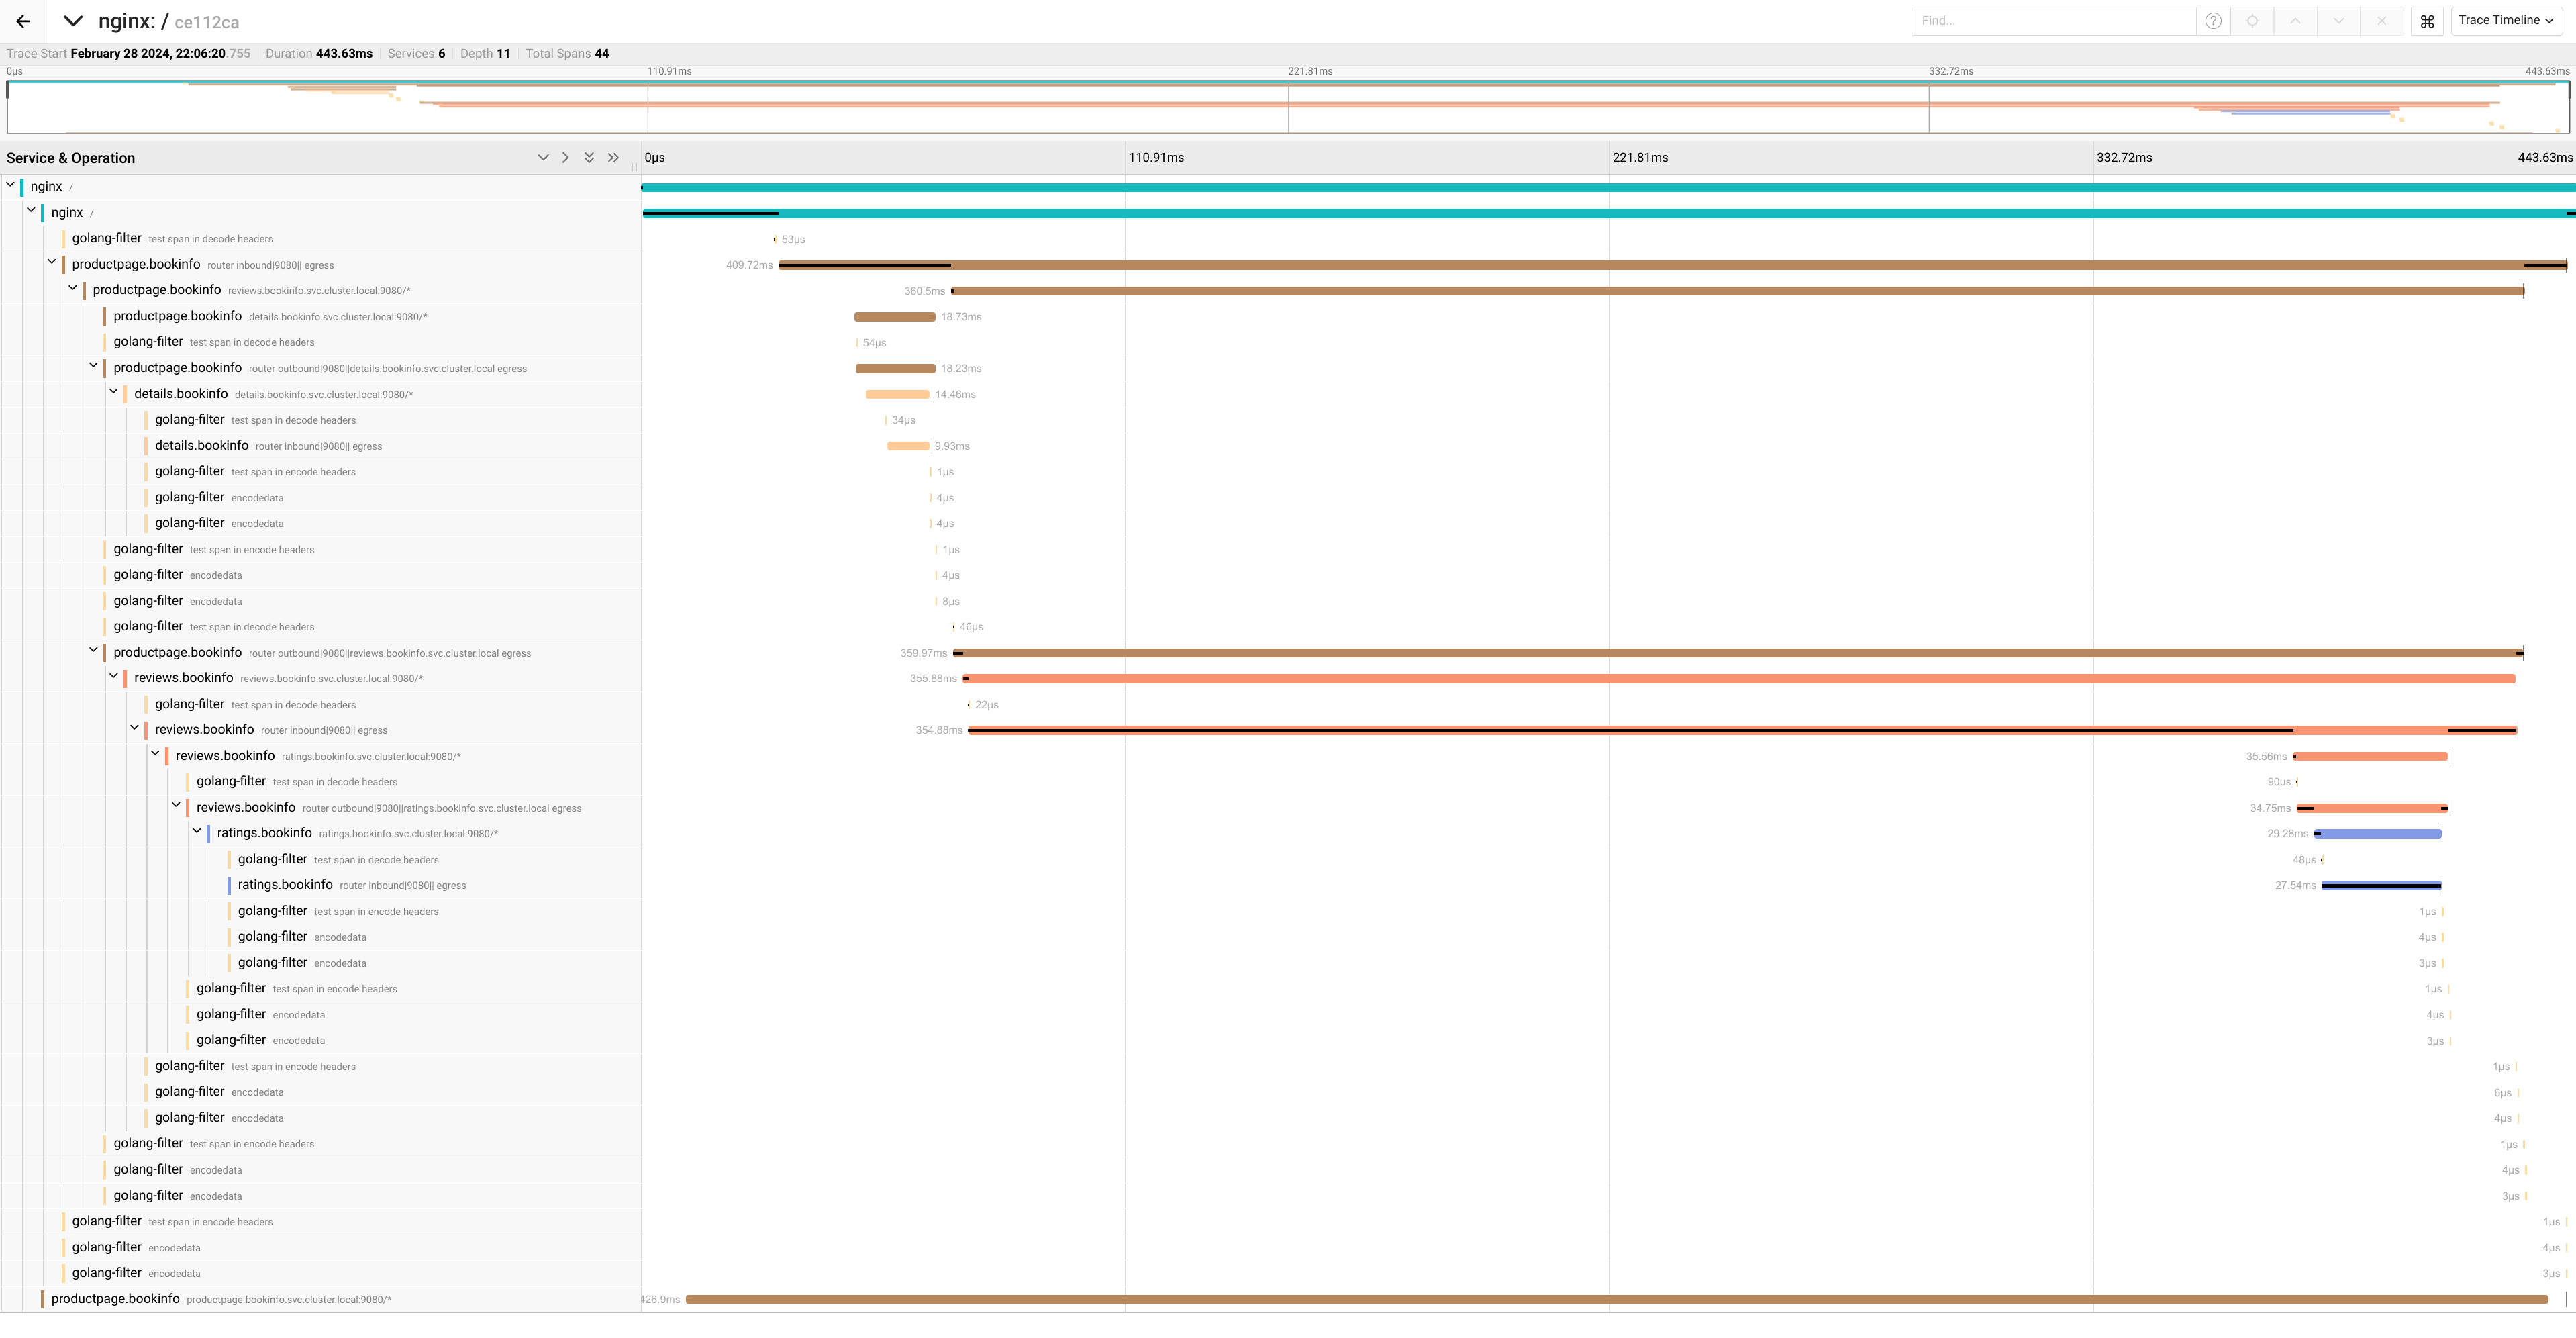 nginx: / ce112ca
Find...
Trace Timeline
Trace Start February 28 2024, 22:06:20.755 Duration 443.63ms Services 6 Depth 11 Total Spans 44
0μs 110.91ms 221.81ms 332.72ms 443.63ms
Service & Operation 0μs 110.91ms 221.81ms 332.72ms 443.63ms
nginx /
nginx /
golang-filter test span in decode headers 53μs
productpage.bookinfo router inbound|9080|| egress 409.72ms
productpage.bookinfo reviews.bookinfo.svc.cluster.local:9080/* 360.5ms
productpage.bookinfo details.bookinfo.svc.cluster.local:9080/* 18.73ms
golang-filter test span in decode headers 54μs
productpage.bookinfo router outbound|9080||details.bookinfo.svc.cluster.local egress 18.23ms
details.bookinfo details.bookinfo.svc.cluster.local:9080/* 14.46ms
golang-filter test span in decode headers 34μs
details.bookinfo router inbound|9080|| egress 9.93ms
golang-filter test span in encode headers 1μs
golang-filter encodedata 4μs
golang-filter encodedata 4μs
golang-filter test span in encode headers 1μs
golang-filter encodedata 4μs
golang-filter encodedata 8μs
golang-filter test span in decode headers 46μs
productpage.bookinfo router outbound|9080||reviews.bookinfo.svc.cluster.local egress 359.97ms
reviews.bookinfo reviews.bookinfo.svc.cluster.local:9080/* 355.88ms
golang-filter test span in decode headers 22μs
reviews.bookinfo router inbound|9080|| egress 354.88ms
reviews.bookinfo ratings.bookinfo.svc.cluster.local:9080/* 35.56ms
golang-filter test span in decode headers 90μs
reviews.bookinfo router outbound|9080||ratings.bookinfo.svc.cluster.local egress 34.75ms
ratings.bookinfo ratings.bookinfo.svc.cluster.local:9080/* 29.28ms
golang-filter test span in decode headers 48μs
ratings.bookinfo router inbound|9080|| egress 27.54ms
golang-filter test span in encode headers 1μs
golang-filter encodedata 4μs
golang-filter encodedata 3μs
golang-filter test span in encode headers 1μs
golang-filter encodedata 4μs
golang-filter encodedata 3μs
golang-filter test span in encode headers 1μs
golang-filter encodedata 6μs
golang-filter encodedata 4μs
golang-filter test span in encode headers 1μs
golang-filter encodedata 4μs
golang-filter encodedata 3μs
golang-filter test span in encode headers 1μs
golang-filter encodedata 4μs
golang-filter encodedata 3μs
productpage.bookinfo productpage.bookinfo.svc.cluster.local:9080/* 426.9ms